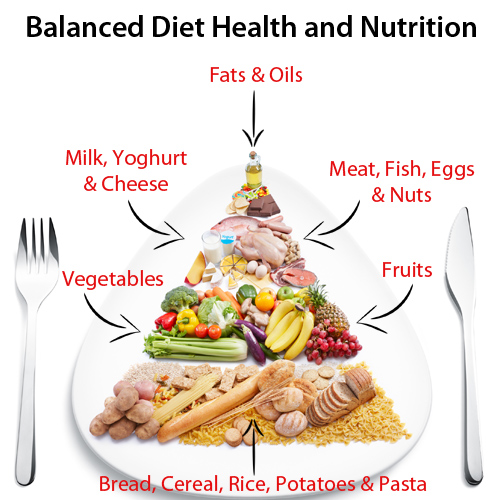 Balanced Diet Health and Nutrition
Fats & Oils
Milk, Yoghurt
& Cheese
Meat, Fish, Eggs
& Nuts
Vegetables
Fruits
Bread, Cereal, Rice, Potatoes & Pasta